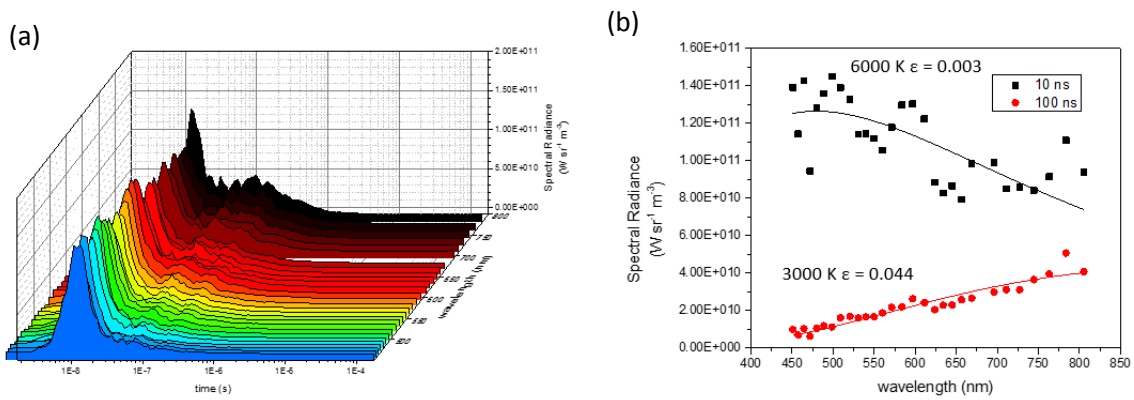 (a)
2.00E+011
1.50E+011
1.00E+011
5.00E+010
0.00E+000
Spectral Radiance
(W sr⁻¹ m⁻³)
800
750
700
wavelength (nm)
1E-8 1E-7 1E-6 1E-5 1E-4
time (s)
(b)
1.60E+011
1.40E+011
1.20E+011
1.00E+011
8.00E+010
6.00E+010
4.00E+010
2.00E+010
0.00E+000
Spectral Radiance
(W sr⁻¹ m⁻³)
6000 K ε = 0.003
10 ns
100 ns
3000 K ε = 0.044
400 450 500 550 600 650 700 750 800 850
wavelength (nm)